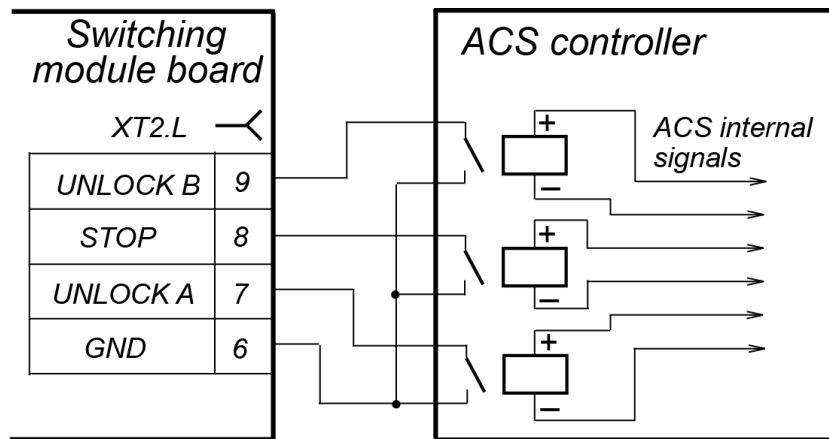 Switching
module board
XT2.L
UNLOCK B 9
STOP 8
UNLOCK A 7
GND 6
ACS controller
ACS internal
signals
+
−
+
−
+
−